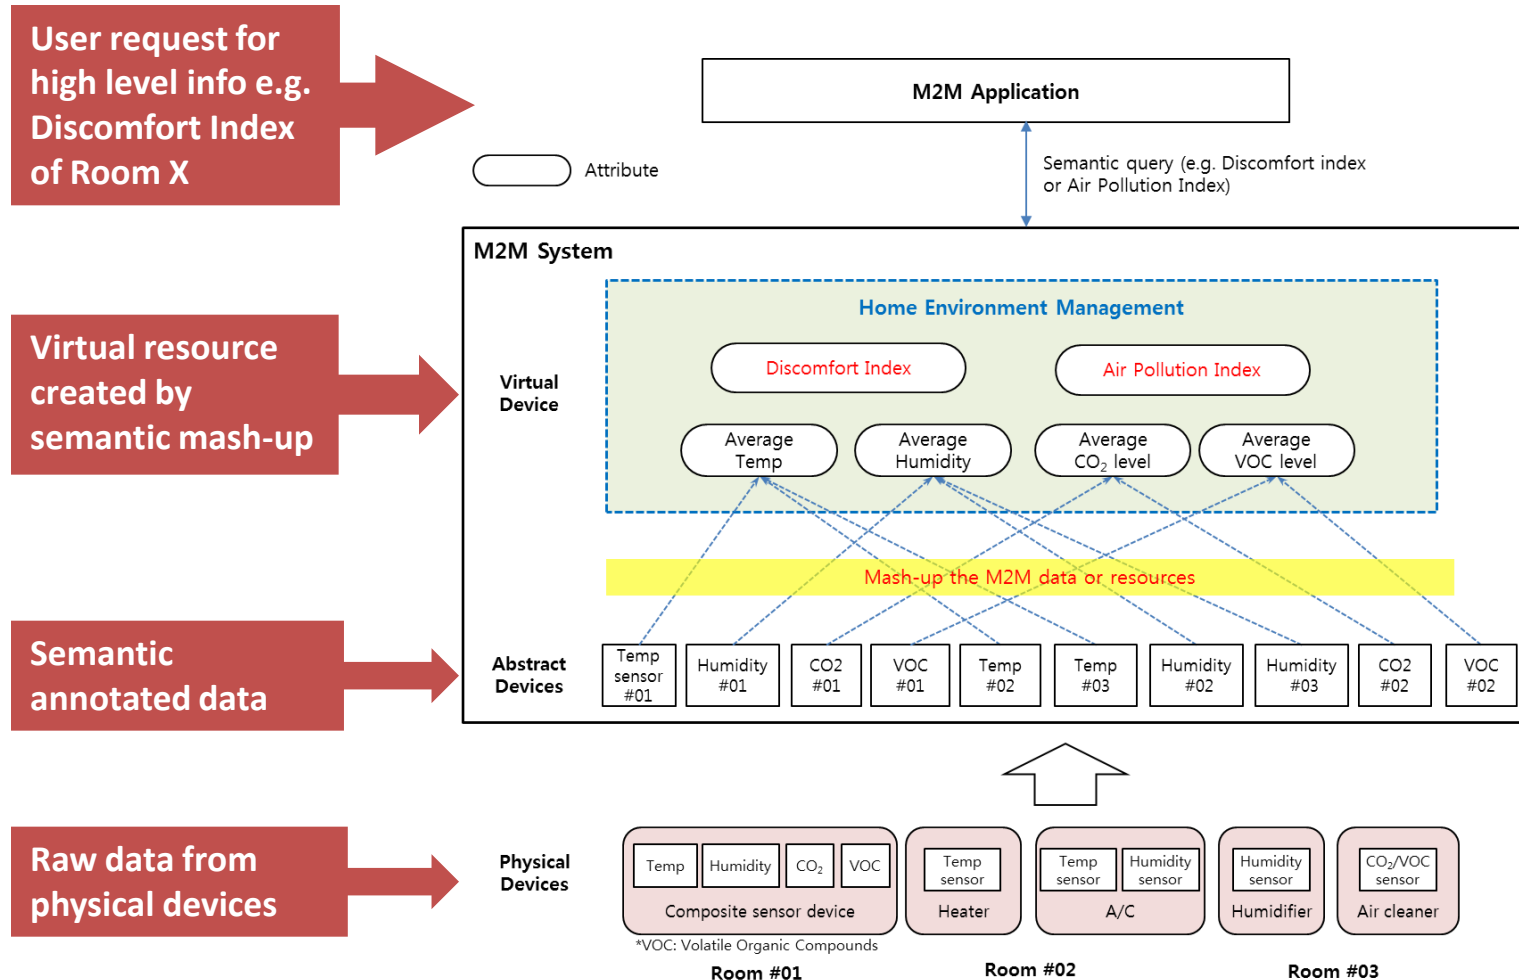 User request for
high level info e.g.
Discomfort Index
of Room X
M2M Application
Attribute
Semantic query (e.g. Discomfort index
or Air Pollution Index)
M2M System
Home Environment Management
Virtual resource
created by
semantic mash-up
Virtual
Device
Discomfort Index
Air Pollution Index
Average
Temp
Average
Humidity
Average
CO₂ level
Average
VOC level
Mash-up the M2M data or resources
Semantic
annotated data
Abstract
Devices
Temp
sensor
#01
Humidity
#01
CO2
#01
VOC
#01
Temp
#02
Temp
#03
Humidity
#02
Humidity
#03
CO2
#02
VOC
#02
Raw data from
physical devices
Physical
Devices
Temp
Humidity
CO₂
VOC
Composite sensor device
Temp
sensor
Heater
Temp
sensor
Humidity
sensor
A/C
Humidity
sensor
Humidifier
CO₂/VOC
sensor
Air cleaner
*VOC: Volatile Organic Compounds
Room #01
Room #02
Room #03